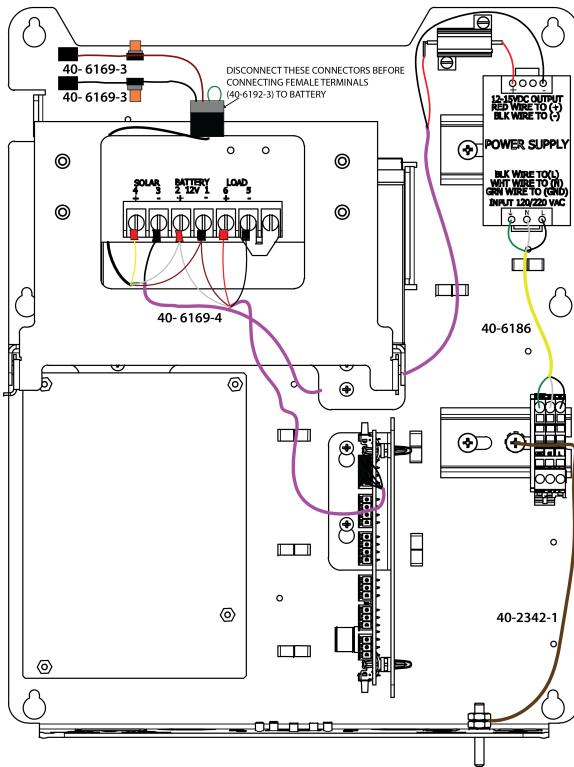 40- 6169-3
40- 6169-3
DISCONNECT THESE CONNECTORS BEFORE
CONNECTING FEMALE TERMINALS
(40-6192-3) TO BATTERY
SOLAR BATTERY LOAD
4 3 2 12V 1 6 5
+ - + - + -
40- 6169-4
+ -
12-15VDC OUTPUT
RED WIRE TO (+)
BLK WIRE TO (-)
POWER SUPPLY
BLK WIRE TO(L)
WHT WIRE TO (N)
GRN WIRE TO (GND)
INPUT 120/220 VAC
N L
40-6186
40-2342-1